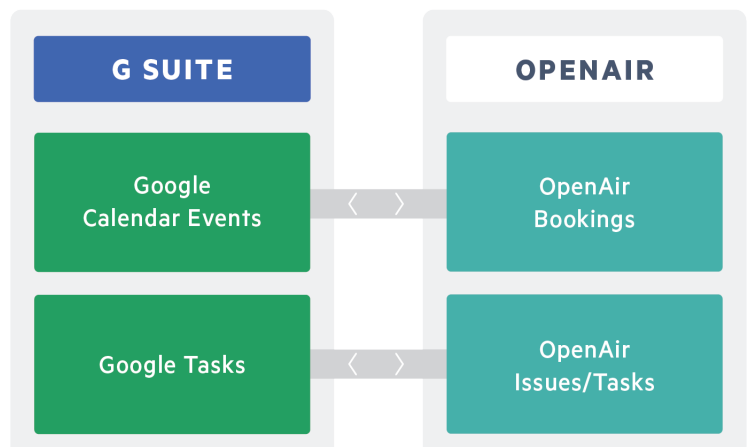 G SUITE
OPENAIR
Google
Calendar Events
OpenAir
Bookings
Google Tasks
OpenAir
Issues/Tasks